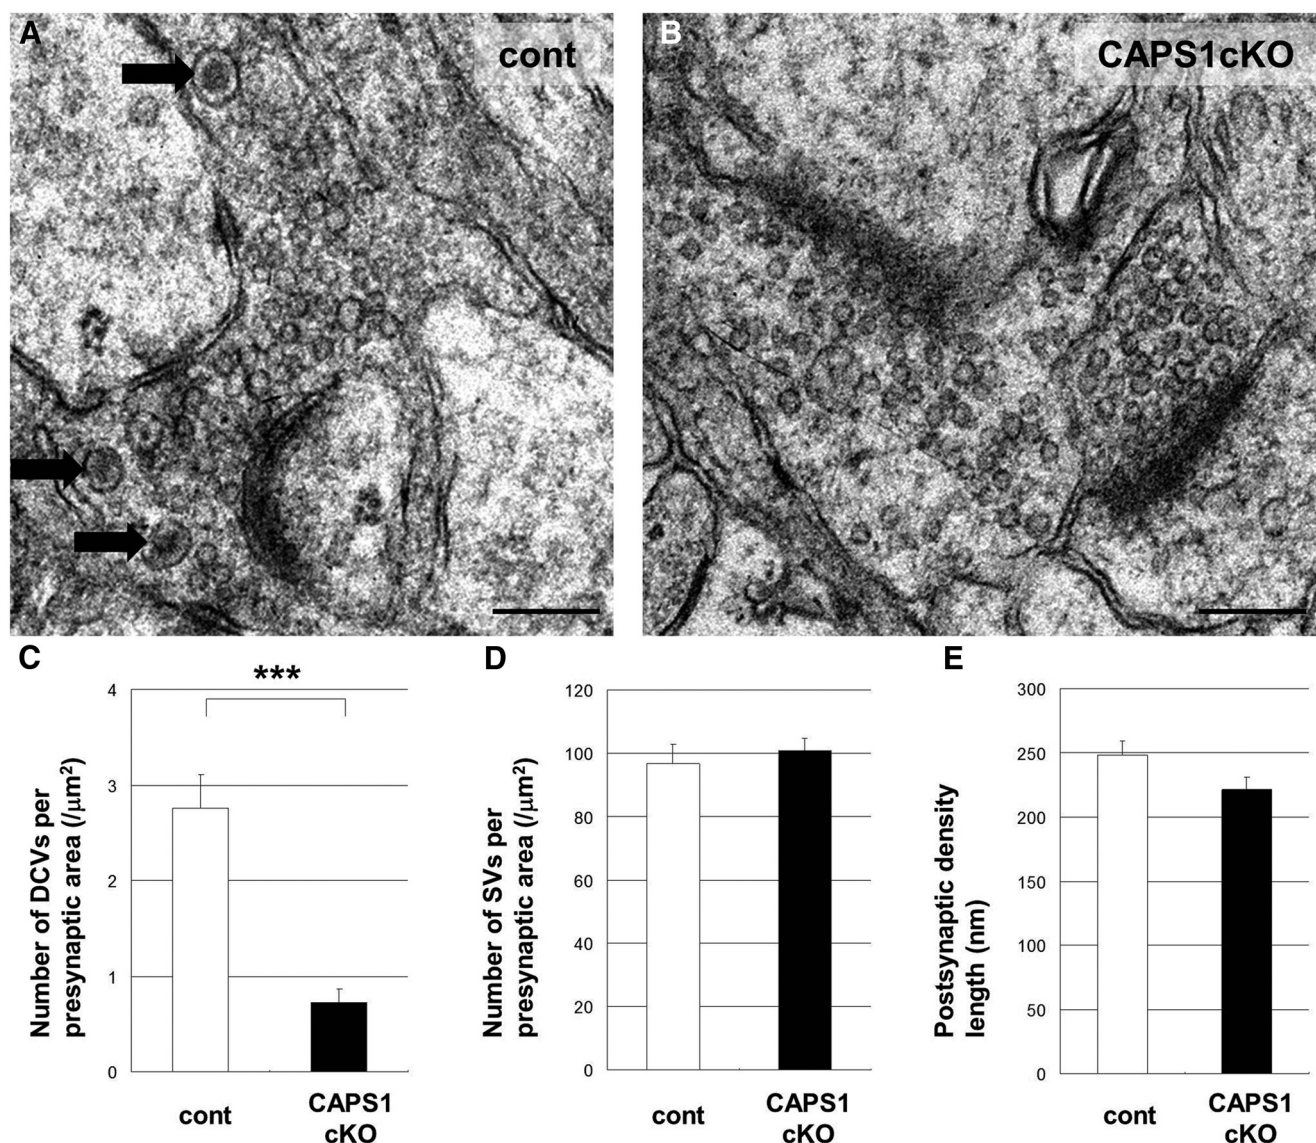 A
cont
B
CAPS1cKO
C
***
Number of DCVs per
presynaptic area (/μm²)
4
3
2
1
0
cont
CAPS1
cKO
D
Number of SVs per
presynaptic area (/μm²)
120
100
80
60
40
20
0
cont
CAPS1
cKO
E
Postsynaptic density
length (nm)
300
250
200
150
100
50
0
cont
CAPS1
cKO